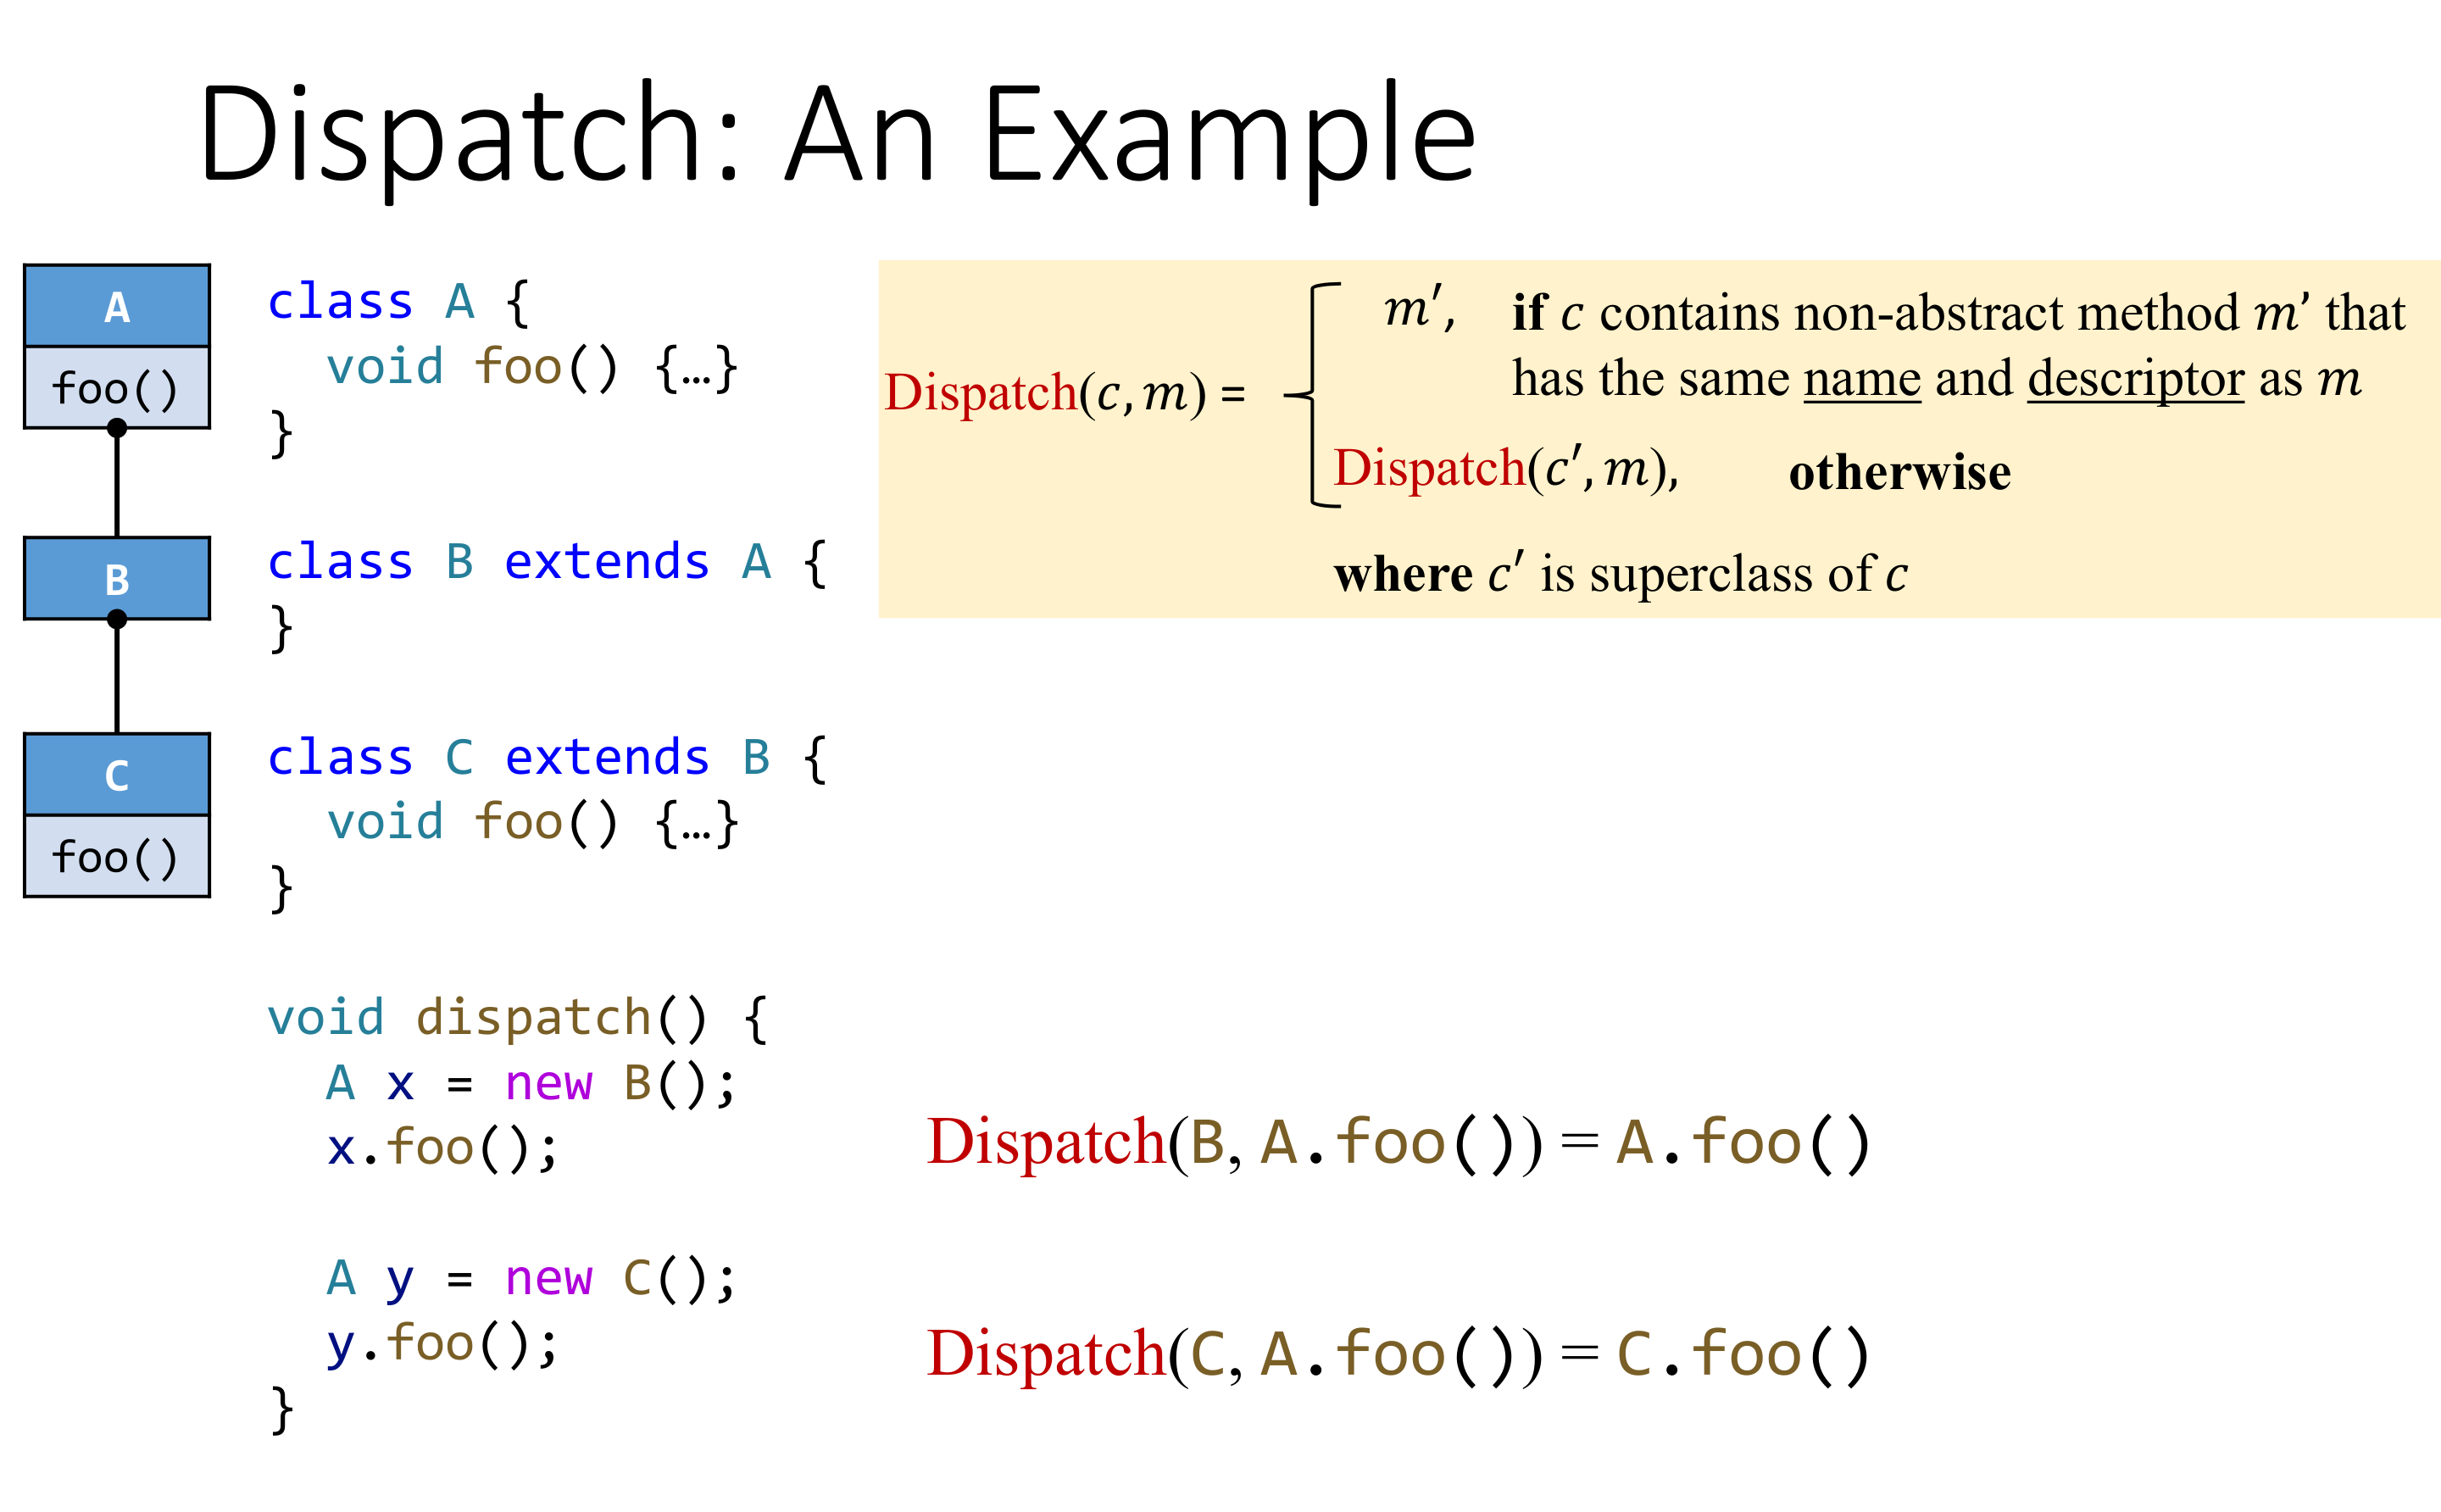 Dispatch: An Example
A
foo()
B
C
foo()
class A {
  void foo() {…}
}
class B extends A {
}
class C extends B {
  void foo() {…}
}
void dispatch() {
  A x = new B();
  x.foo();
  A y = new C();
  y.foo();
}
Dispatch(c, m) =
m′, if c contains non-abstract method m’ that
has the same name and descriptor as m
Dispatch(c′, m), otherwise
where c′ is superclass of c
Dispatch(B, A.foo()) = A.foo()
Dispatch(C, A.foo()) = C.foo()